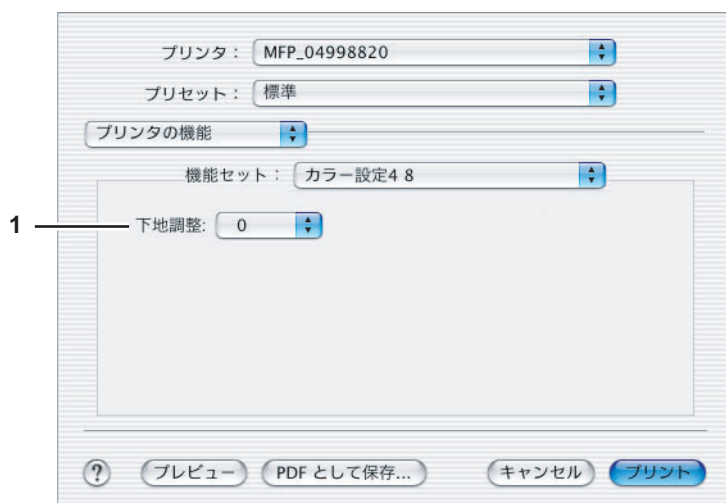 プリンタ： MFP_04998820
プリセット： 標準
プリンタの機能
機能セット： カラー設定4 8
1 下地調整: 0
? プレビュー PDF として保存... キャンセル プリント